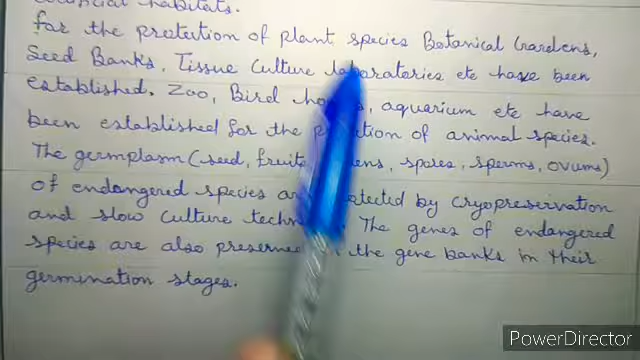 artificial habitats.
For the protection of plant species Botanical Gardens,
Seed Banks, Tissue Culture laboratories etc have been
established. Zoo, Bird, aquarium etc have
been established for the of animal species.
The germplasm (seed, fruits, spores, sperms, ovums)
of endangered species by Cryopreservation
and slow culture The genes of endangered
species are also the gene banks in their
germination stages.
PowerDirector